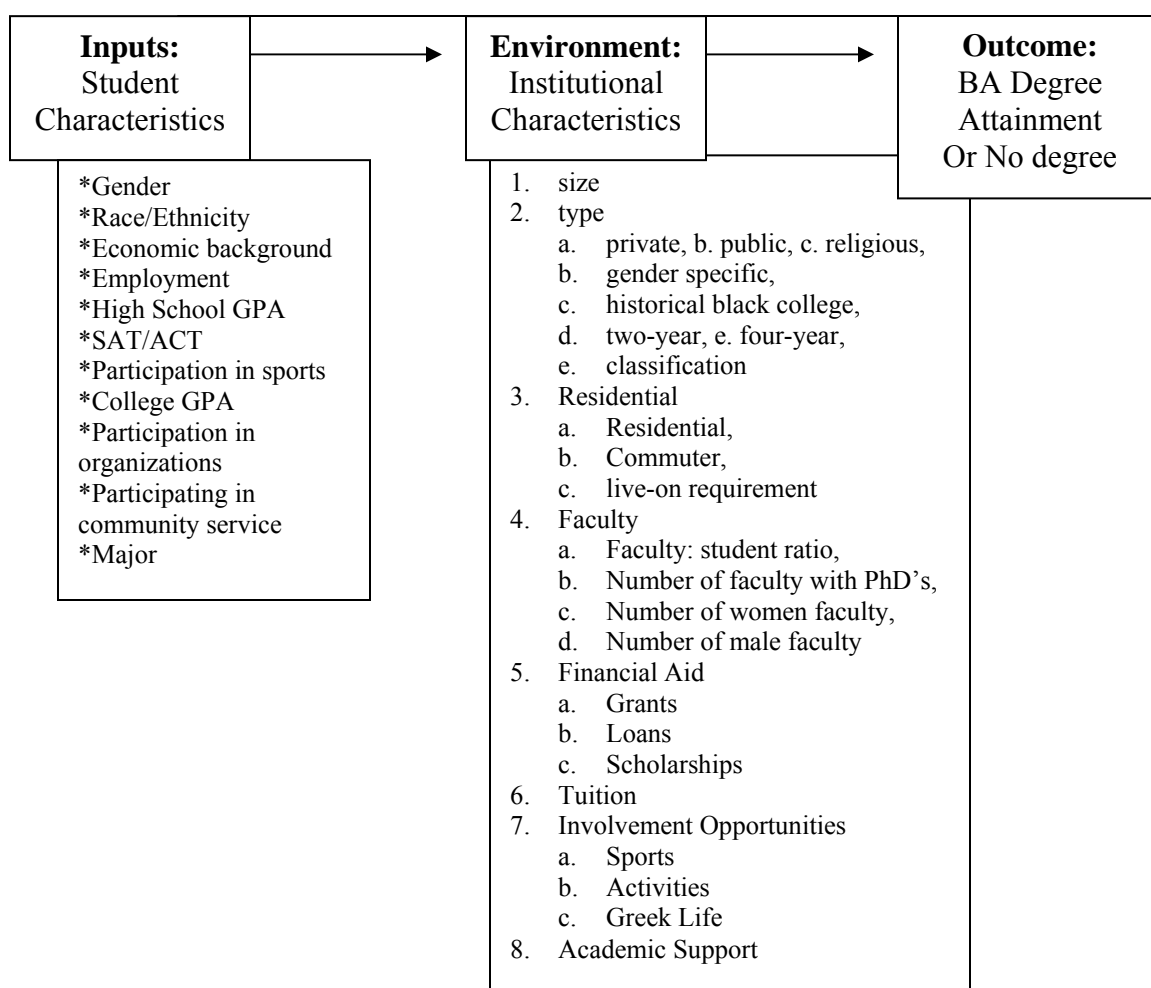 Inputs:
Student
Characteristics
*Gender
*Race/Ethnicity
*Economic background
*Employment
*High School GPA
*SAT/ACT
*Participation in sports
*College GPA
*Participation in
organizations
*Participating in
community service
*Major
Environment:
Institutional
Characteristics
1. size
2. type
a. private, b. public, c. religious,
b. gender specific,
c. historical black college,
d. two-year, e. four-year,
e. classification
3. Residential
a. Residential,
b. Commuter,
c. live-on requirement
4. Faculty
a. Faculty: student ratio,
b. Number of faculty with PhD’s,
c. Number of women faculty,
d. Number of male faculty
5. Financial Aid
a. Grants
b. Loans
c. Scholarships
6. Tuition
7. Involvement Opportunities
a. Sports
b. Activities
c. Greek Life
8. Academic Support
Outcome:
BA Degree
Attainment
Or No degree